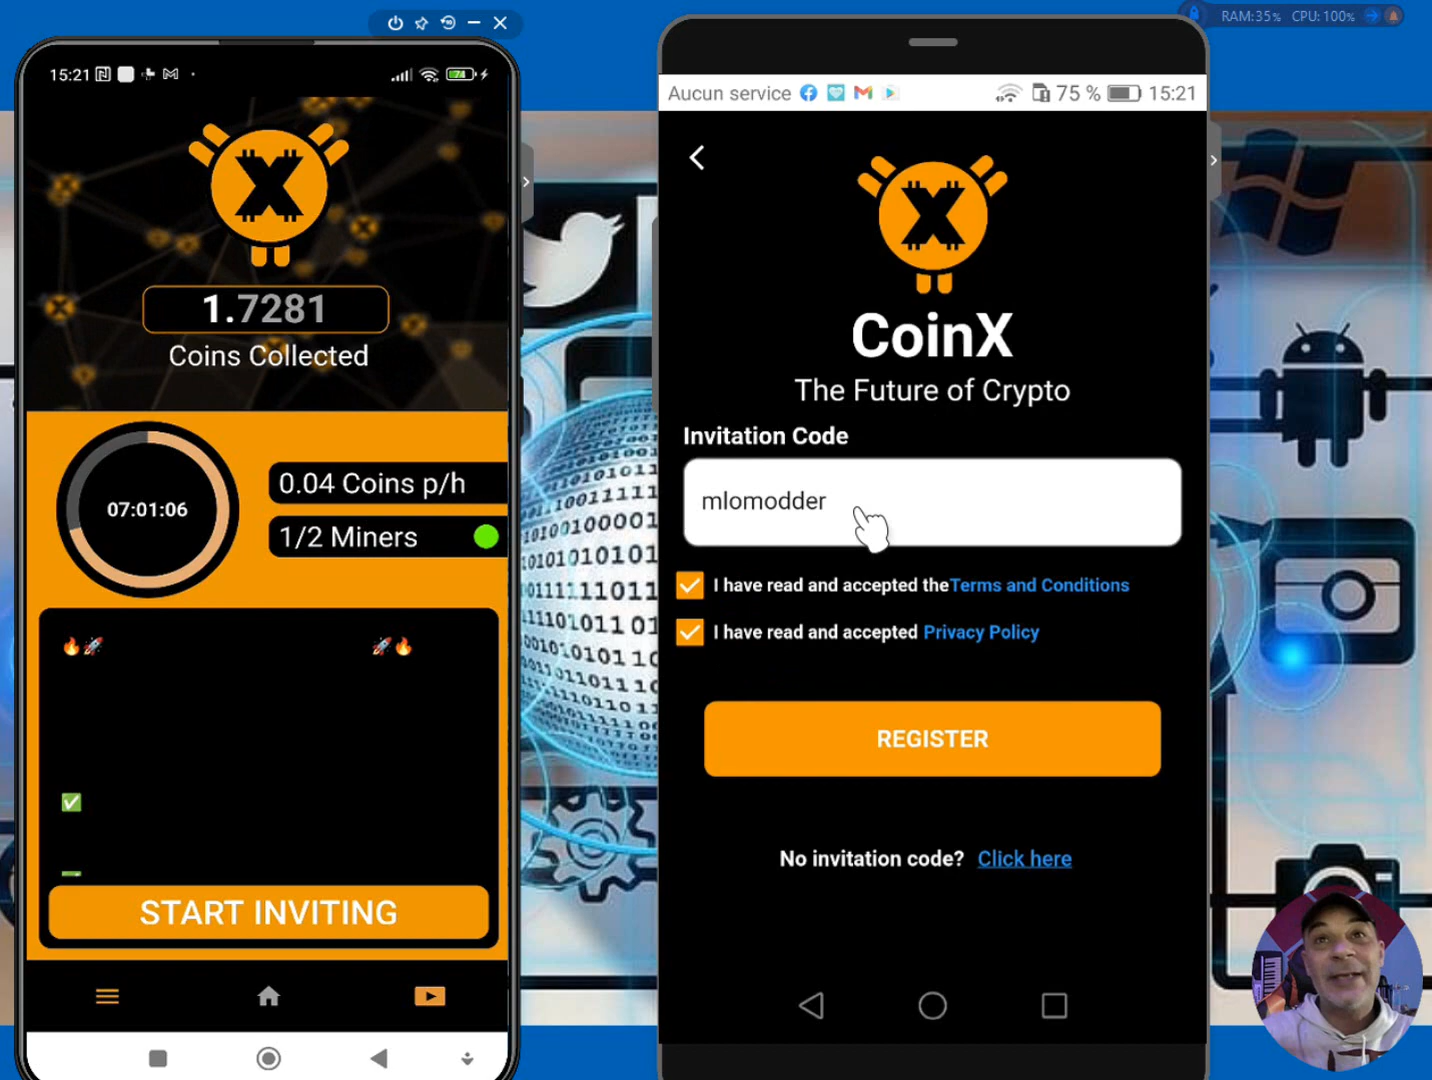 RAM:35% CPU:100%
15:21
74
1.7281
Coins Collected
07:01:06
0.04 Coins p/h
1/2 Miners
START INVITING
Aucun service
75 % 15:21
CoinX
The Future of Crypto
Invitation Code
mlomodder
I have read and accepted theTerms and Conditions
I have read and accepted Privacy Policy
REGISTER
No invitation code? Click here